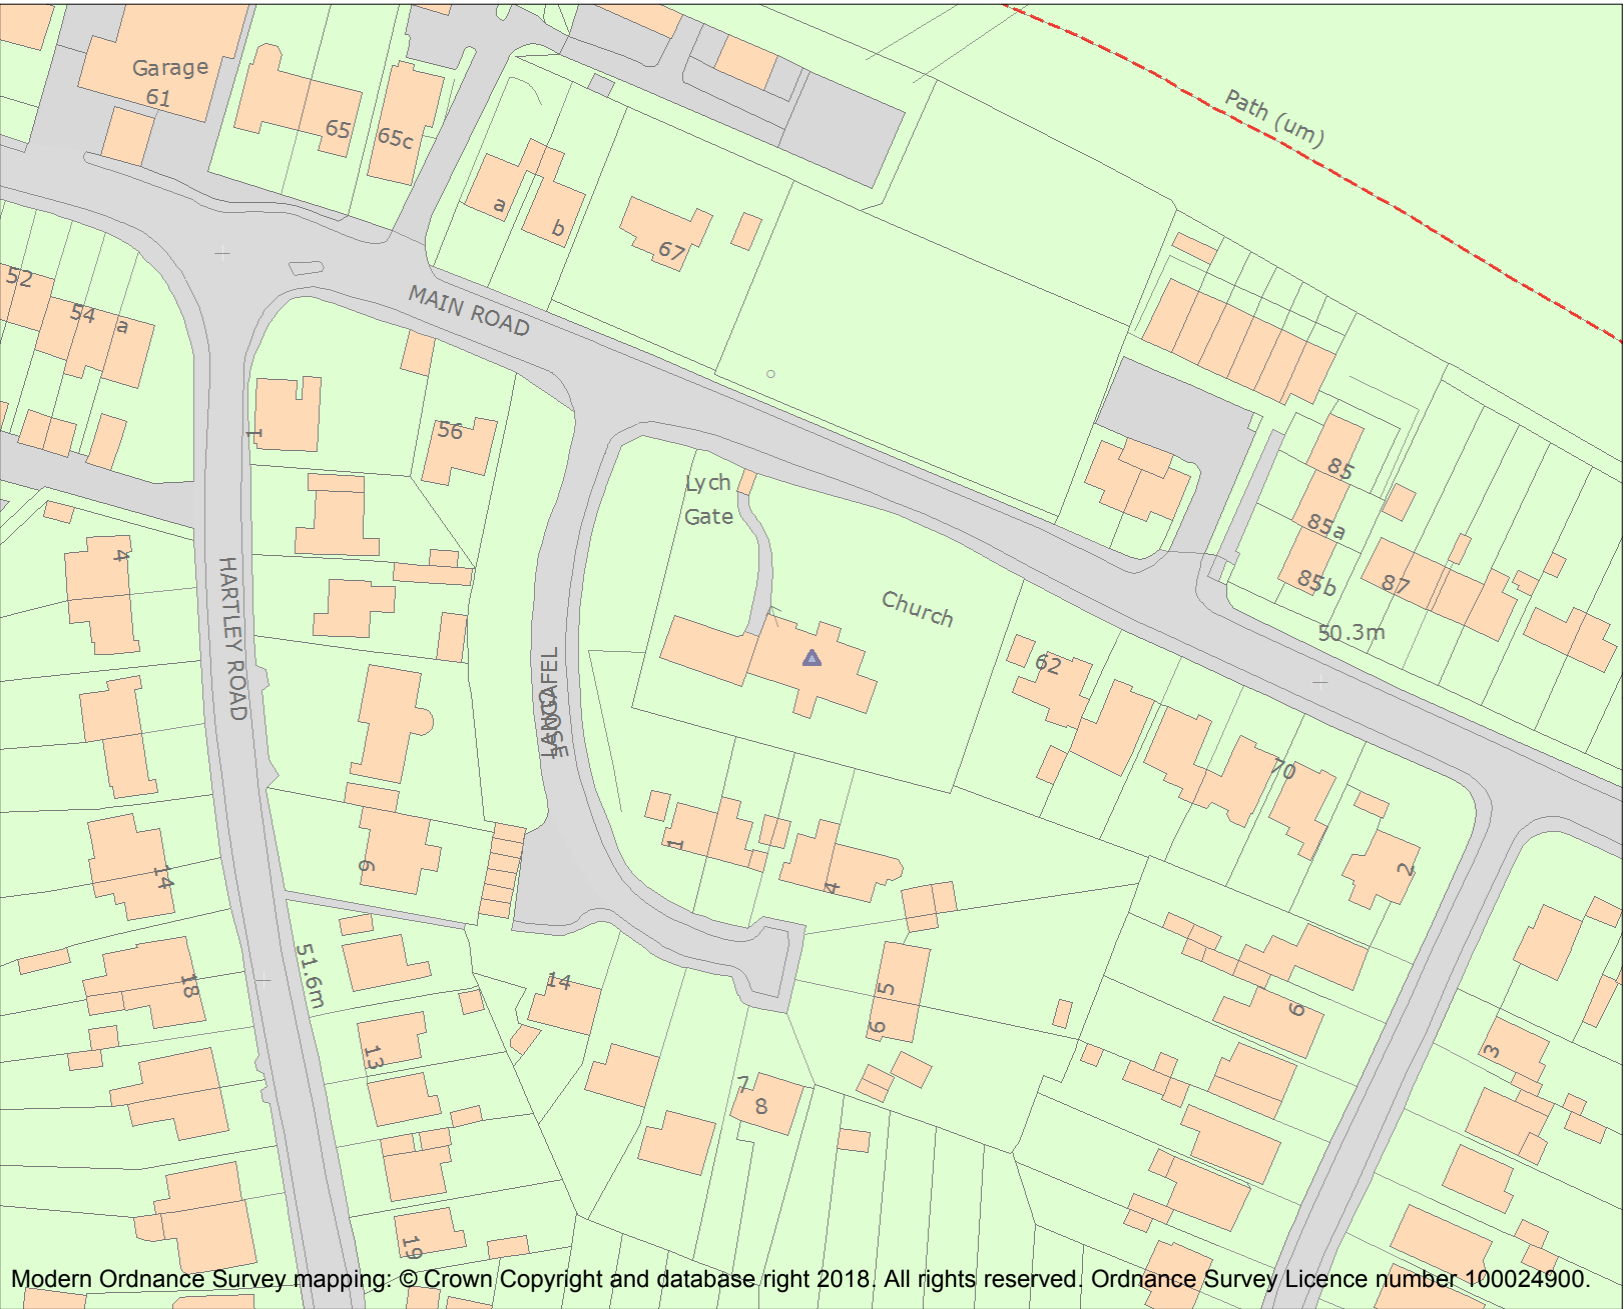 Garage
61
65
65c
Path (um)
a
b
67
52
54
a
MAIN ROAD
1
56
Lych
Gate
85
85a
85b
87
4
HARTLEY ROAD
Church
50.3m
62
LANGAFEL
CLOSE
70
1
4
2
9
14
18
51.6m
14
5
6
6
3
13
7
8
19
Modern Ordnance Survey mapping: © Crown Copyright and database right 2018. All rights reserved. Ordnance Survey Licence number 100024900.